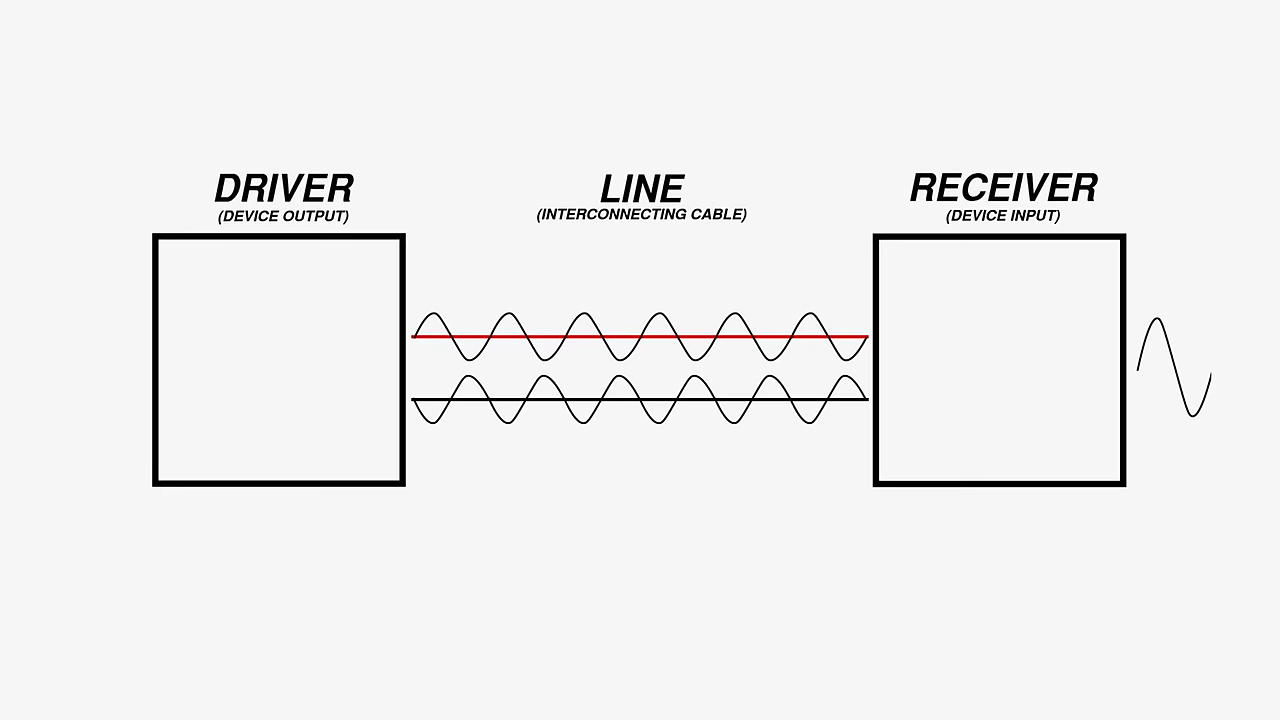 DRIVER
(DEVICE OUTPUT)
LINE
(INTERCONNECTING CABLE)
RECEIVER
(DEVICE INPUT)